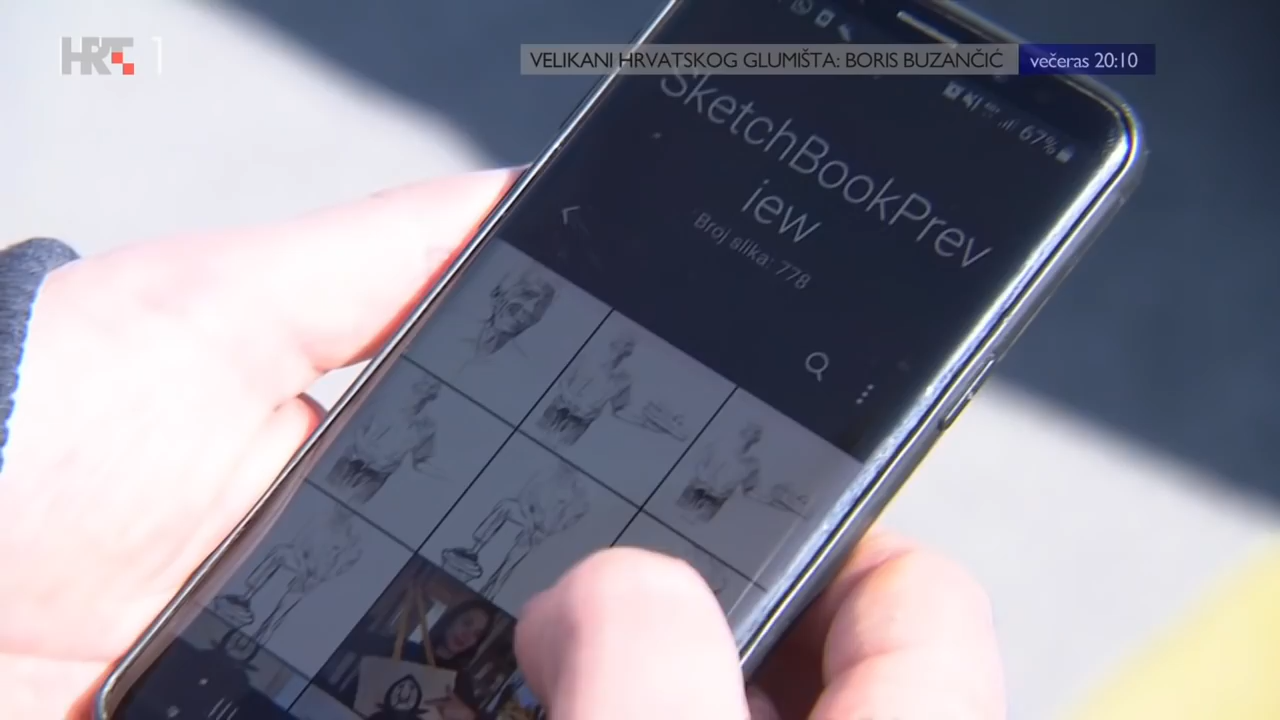 HRT 1
VELIKANI HRVATSKOG GLUMIŠTA: BORIS BUZANČIĆ večeras 20:10
67%
SketchBookPrev
iew
Broj slika: 778